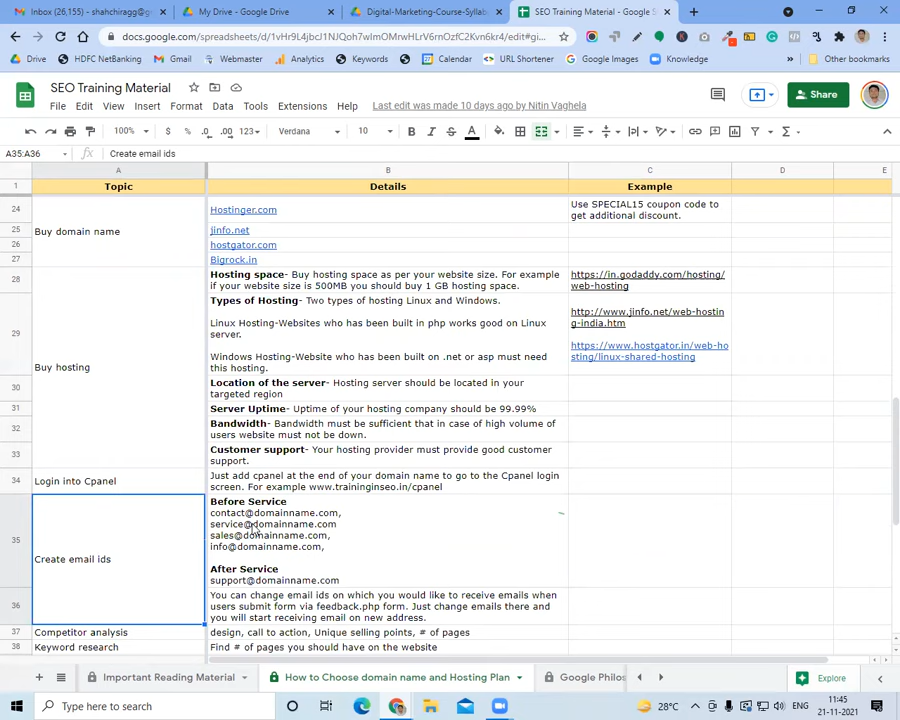 Inbox (26,155) - shahchiragg@g
My Drive - Google Drive
Digital-Marketing-Course-Syllab
SEO Training Material - Google S
docs.google.com/spreadsheets/d/1vHr9L4jbcJ1NJQoh7wImOMrwHLrV6rnOzfC2Kvn6kr4/edit#gi...
Drive
HDFC NetBanking
Gmail
Webmaster
Analytics
Keywords
Calendar
URL Shortener
Google Images
Knowledge
Other bookmarks
SEO Training Material
File Edit View Insert Format Data Tools Extensions Help Last edit was made 10 days ago by Nitin Vaghela
Share
100% $ % .0 .00 123 Verdana 10 B I S A
A35:A36 fx Create email ids
A B C D E
1 Topic Details Example
24 Hostinger.com Use SPECIAL15 coupon code to
get additional discount.
25 Buy domain name jinfo.net
26 hostgator.com
27 Bigrock.in
28 Hosting space- Buy hosting space as per your website size. For example
if your website size is 500MB you should buy 1 GB hosting space.
https://in.godaddy.com/hosting/
web-hosting
29 Buy hosting Types of Hosting- Two types of hosting Linux and Windows.
Linux Hosting-Websites who has been built in php works good on Linux
server.
Windows Hosting-Website who has been built on .net or asp must need
this hosting.
http://www.jinfo.net/web-hostin
g-india.htm
https://www.hostgator.in/web-ho
sting/linux-shared-hosting
30 Location of the server- Hosting server should be located in your
targeted region
31 Server Uptime- Uptime of your hosting company should be 99.99%
32 Bandwidth- Bandwidth must be sufficient that in case of high volume of
users website must not be down.
33 Customer support- Your hosting provider must provide good customer
support.
34 Login into Cpanel Just add cpanel at the end of your domain name to go to the Cpanel login
screen. For example www.traininginseo.in/cpanel
35 Create email ids Before Service
contact@domainname.com,
service@domainname.com
sales@domainname.com,
info@domainname.com,
After Service
support@domainname.com
36 You can change email ids on which you would like to receive emails when
users submit form via feedback.php form. Just change emails there and
you will start receiving email on new address.
37 Competitor analysis design, call to action, Unique selling points, # of pages
38 Keyword research Find # of pages you should have on the website
Important Reading Material
How to Choose domain name and Hosting Plan
Google Philos
Explore
Type here to search
28°C
ENG
11:45
21-11-2021